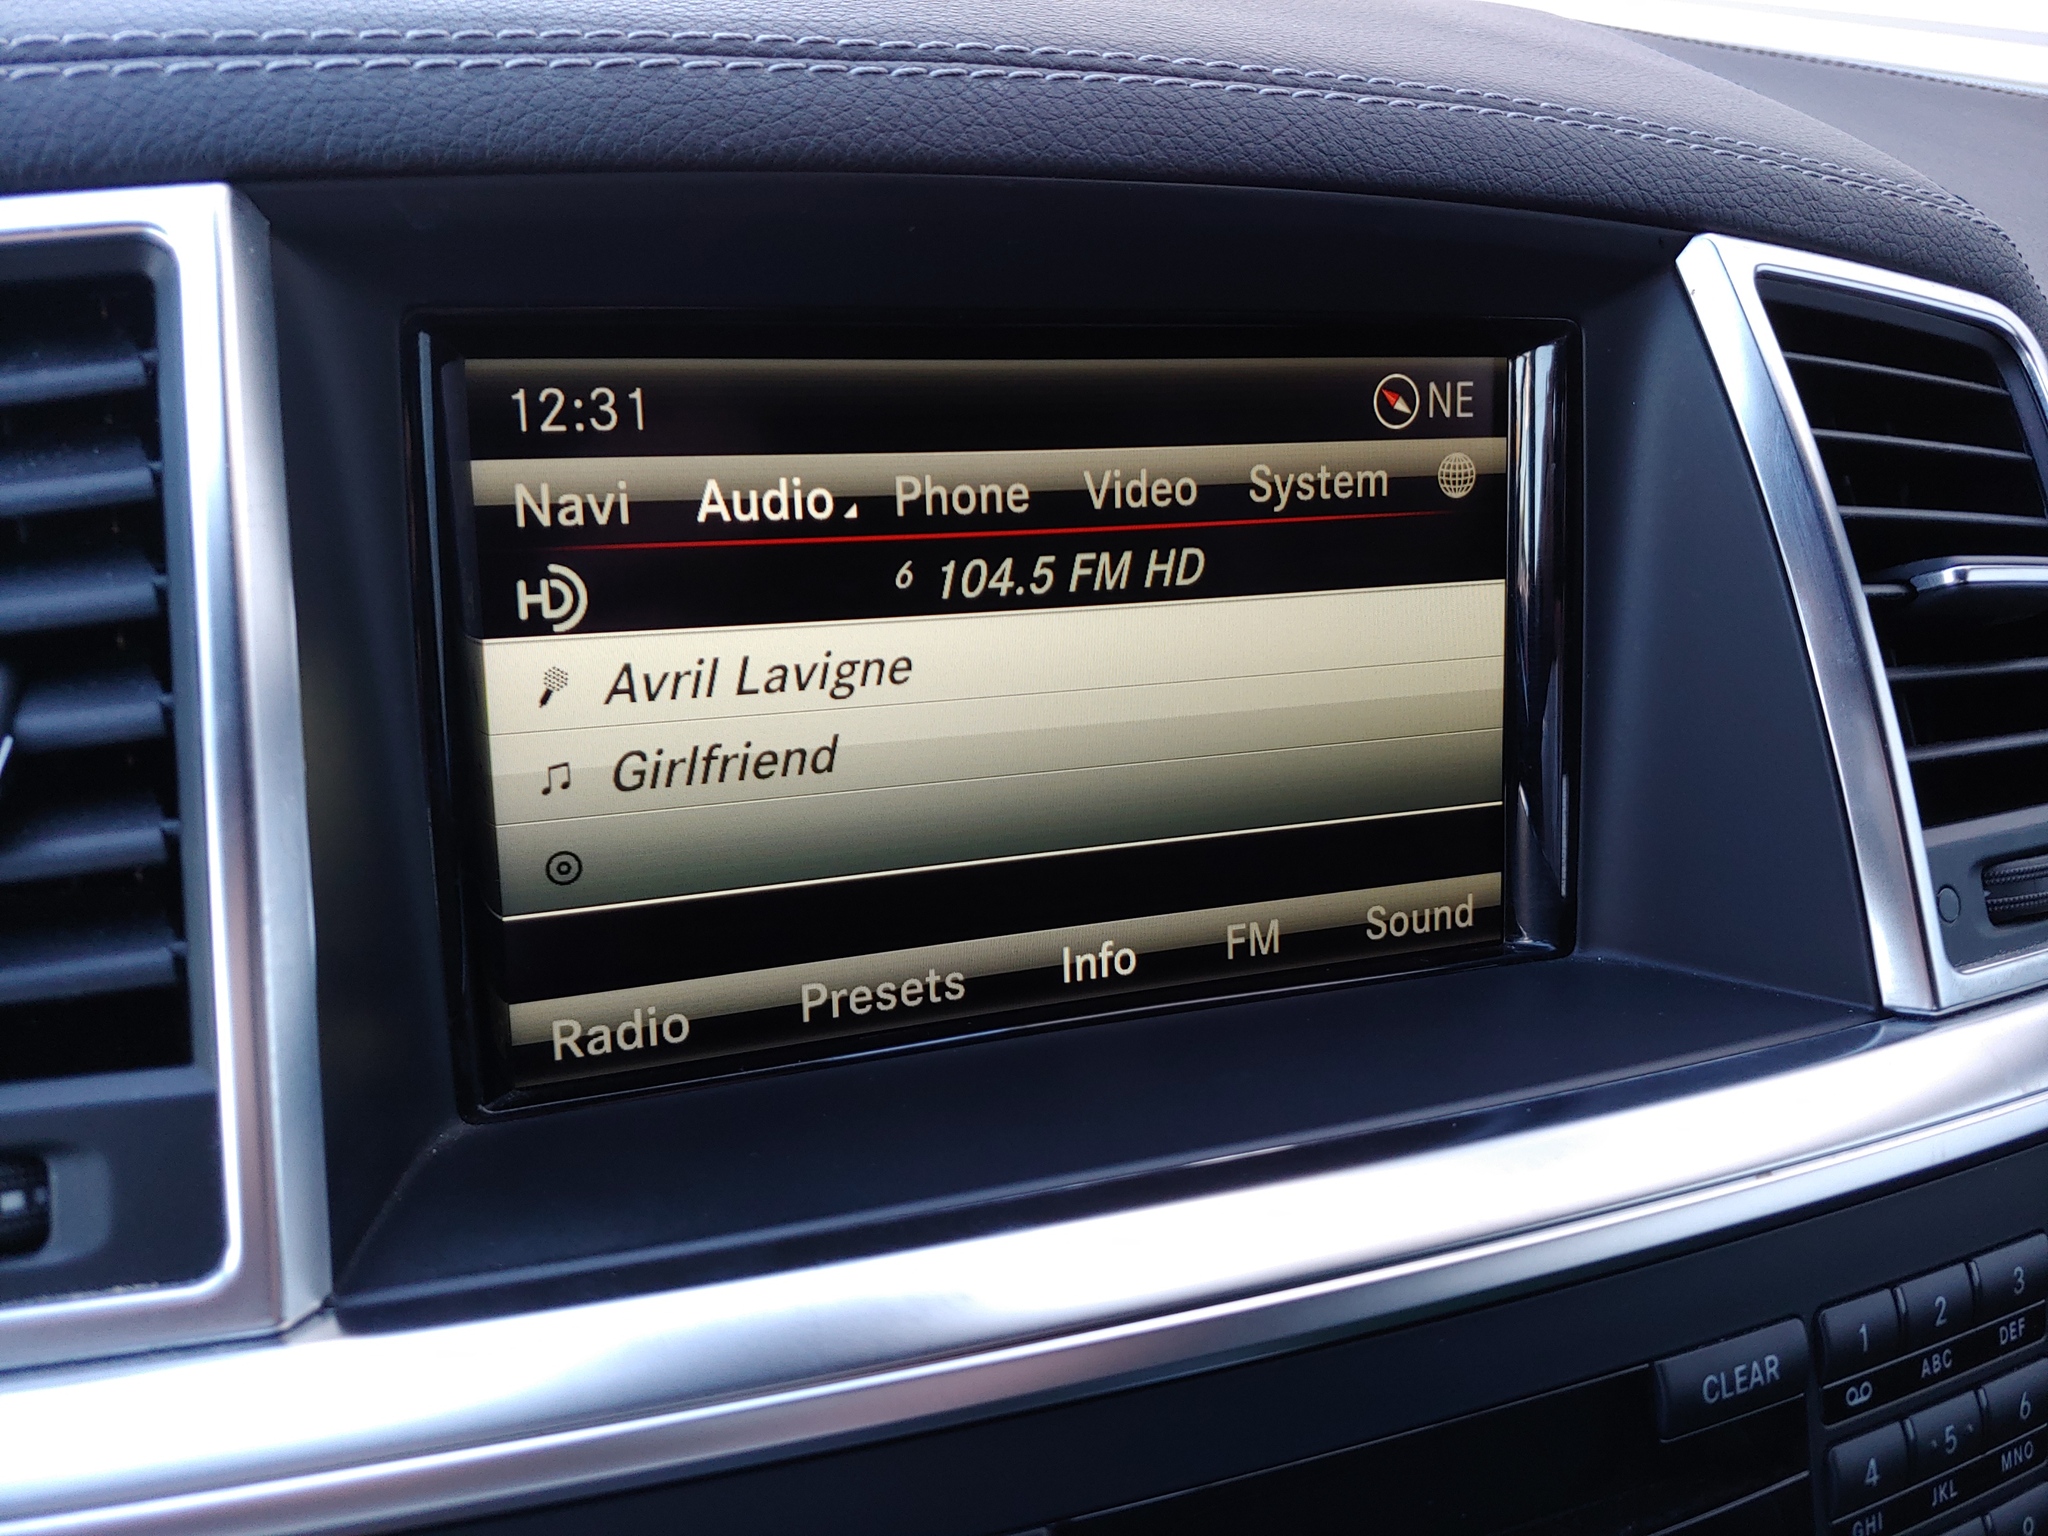 12:31 NE
Navi Audio Phone Video System
HD 6 104.5 FM HD
Avril Lavigne
Girlfriend
Radio Presets Info FM Sound
CLEAR 1 2 3
ABC DEF
4 5 6
GHI JKL MNO